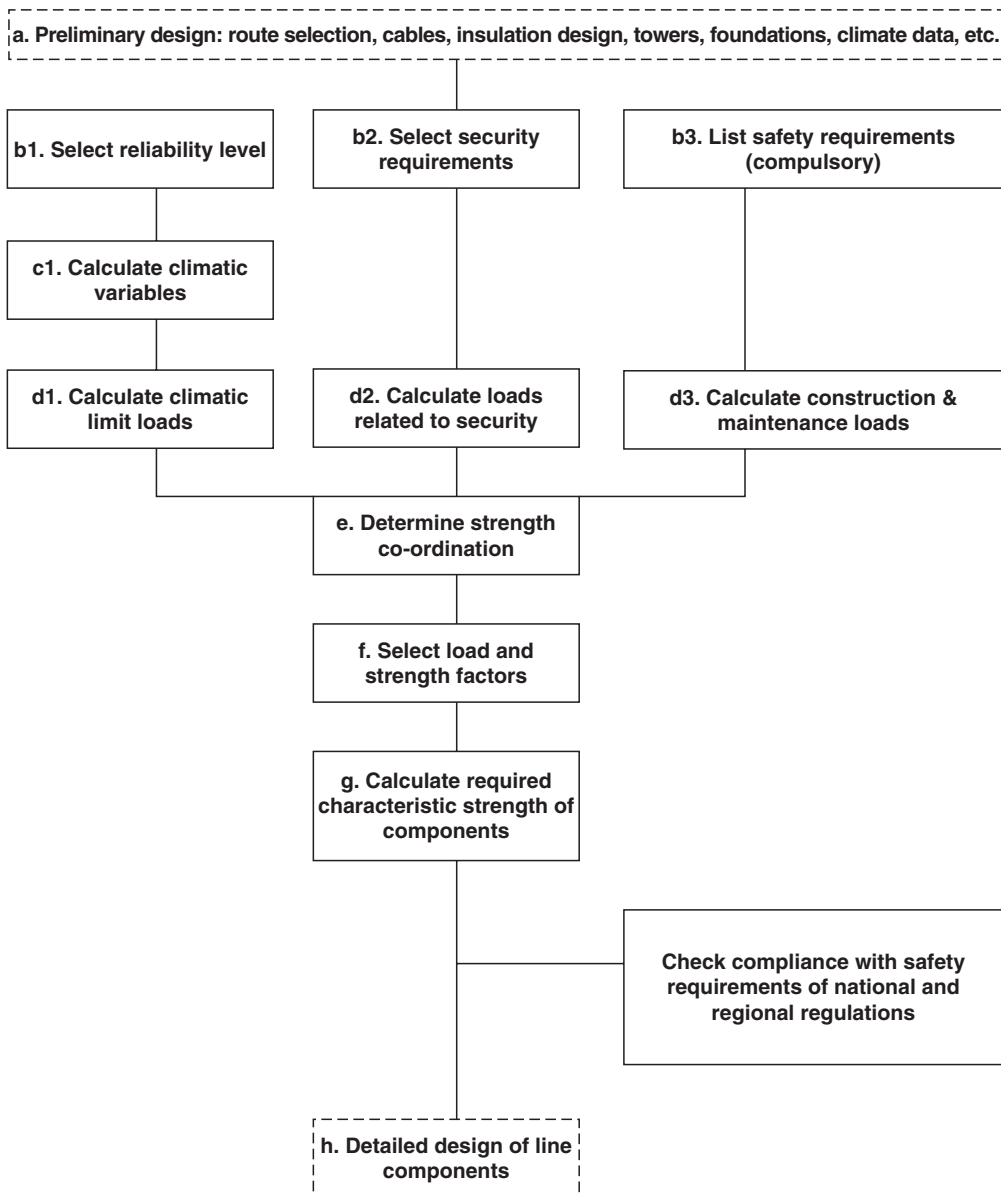 a. Preliminary design: route selection, cables, insulation design, towers, foundations, climate data, etc.
b1. Select reliability level
b2. Select security
requirements
b3. List safety requirements
(compulsory)
c1. Calculate climatic
variables
d1. Calculate climatic
limit loads
d2. Calculate loads
related to security
d3. Calculate construction &
maintenance loads
e. Determine strength
co-ordination
f. Select load and
strength factors
g. Calculate required
characteristic strength of
components
Check compliance with safety
requirements of national and
regional regulations
h. Detailed design of line
components